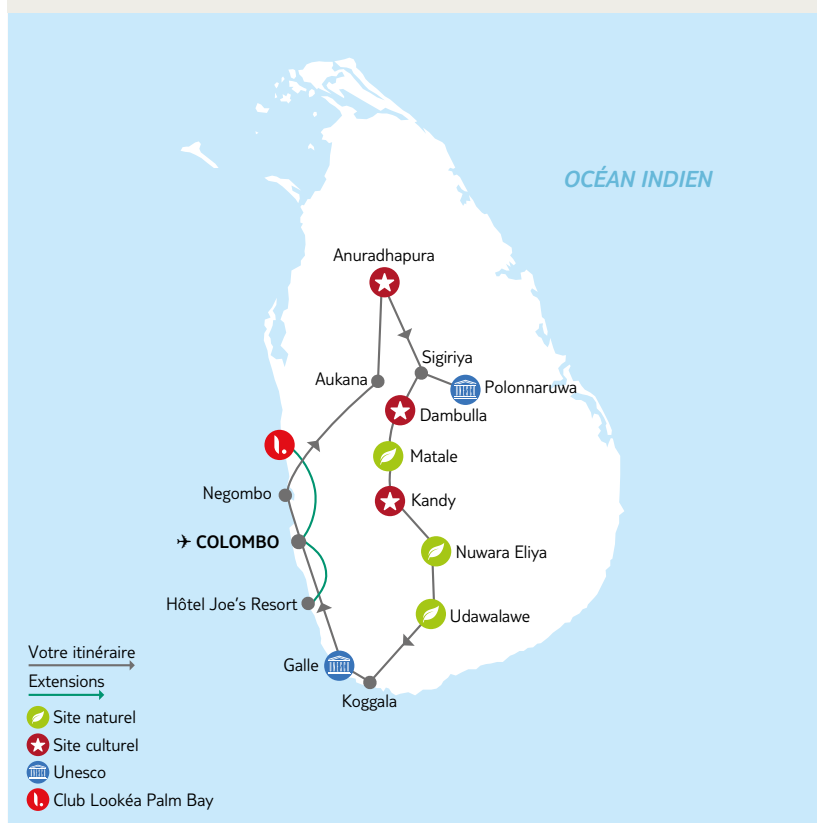 OCÉAN INDIEN
Anuradhapura
Sigiriya
Aukana
Polonnaruwa
Dambulla
Matale
Negombo
Kandy
COLOMBO
Nuwara Eliya
Hôtel Joe's Resort
Udawalawe
Galle
Koggala
Votre itinéraire
Extensions
Site naturel
Site culturel
Unesco
Club Lookéa Palm Bay